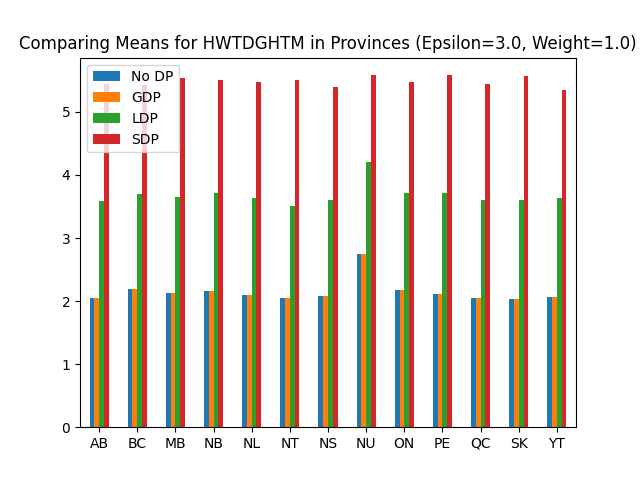 Comparing Means for HWTDGHTM in Provinces (Epsilon=3.0, Weight=1.0)
No DP
GDP
LDP
SDP
5
4
3
2
1
0
AB BC MB NB NL NT NS NU ON PE QC SK YT